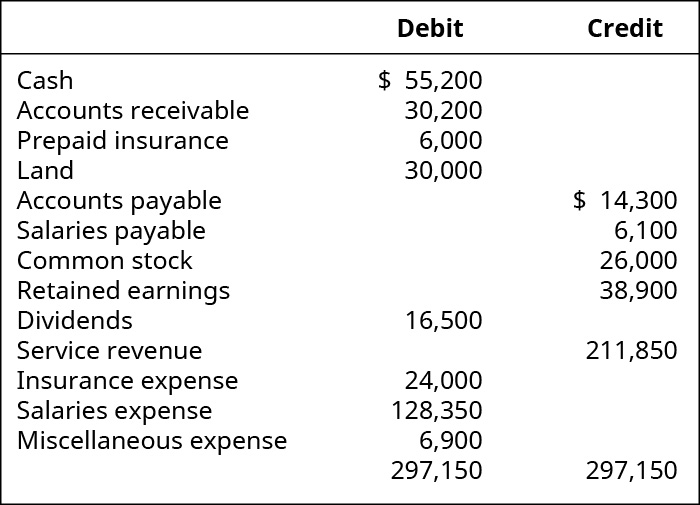 Debit Credit
Cash $ 55,200
Accounts receivable 30,200
Prepaid insurance 6,000
Land 30,000
Accounts payable $ 14,300
Salaries payable 6,100
Common stock 26,000
Retained earnings 38,900
Dividends 16,500
Service revenue 211,850
Insurance expense 24,000
Salaries expense 128,350
Miscellaneous expense 6,900
297,150 297,150